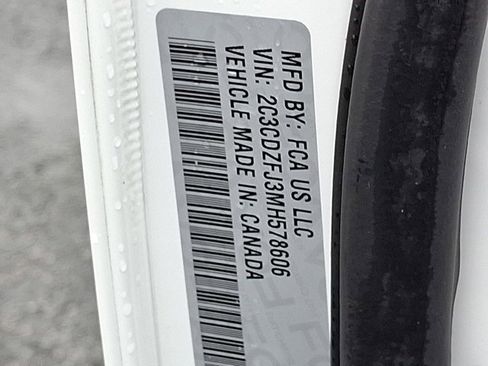 MFD BY: FCA US LLC
VIN: 2C3CDZFJ3MH578606
VEHICLE MADE IN: CANADA